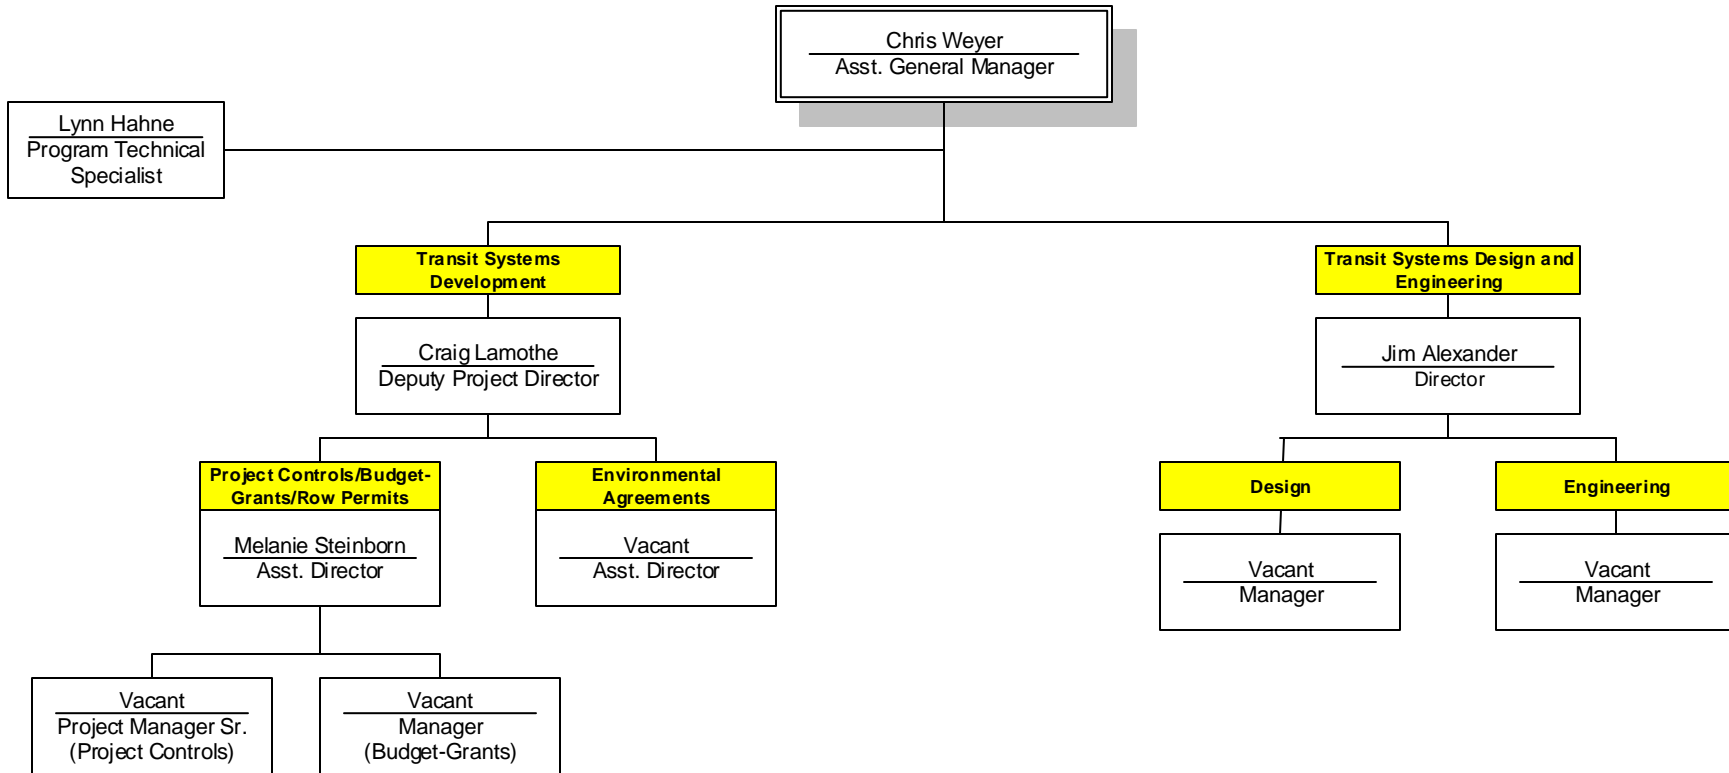 Chris Weyer
Asst. General Manager
Lynn Hahne
Program Technical
Specialist
Transit Systems
Development
Transit Systems Design and
Engineering
Craig Lamothe
Deputy Project Director
Jim Alexander
Director
Project Controls/Budget-
Grants/Row Permits
Environmental
Agreements
Design
Engineering
Melanie Steinborn
Asst. Director
Vacant
Asst. Director
Vacant
Manager
Vacant
Manager
Vacant
Project Manager Sr.
(Project Controls)
Vacant
Manager
(Budget-Grants)